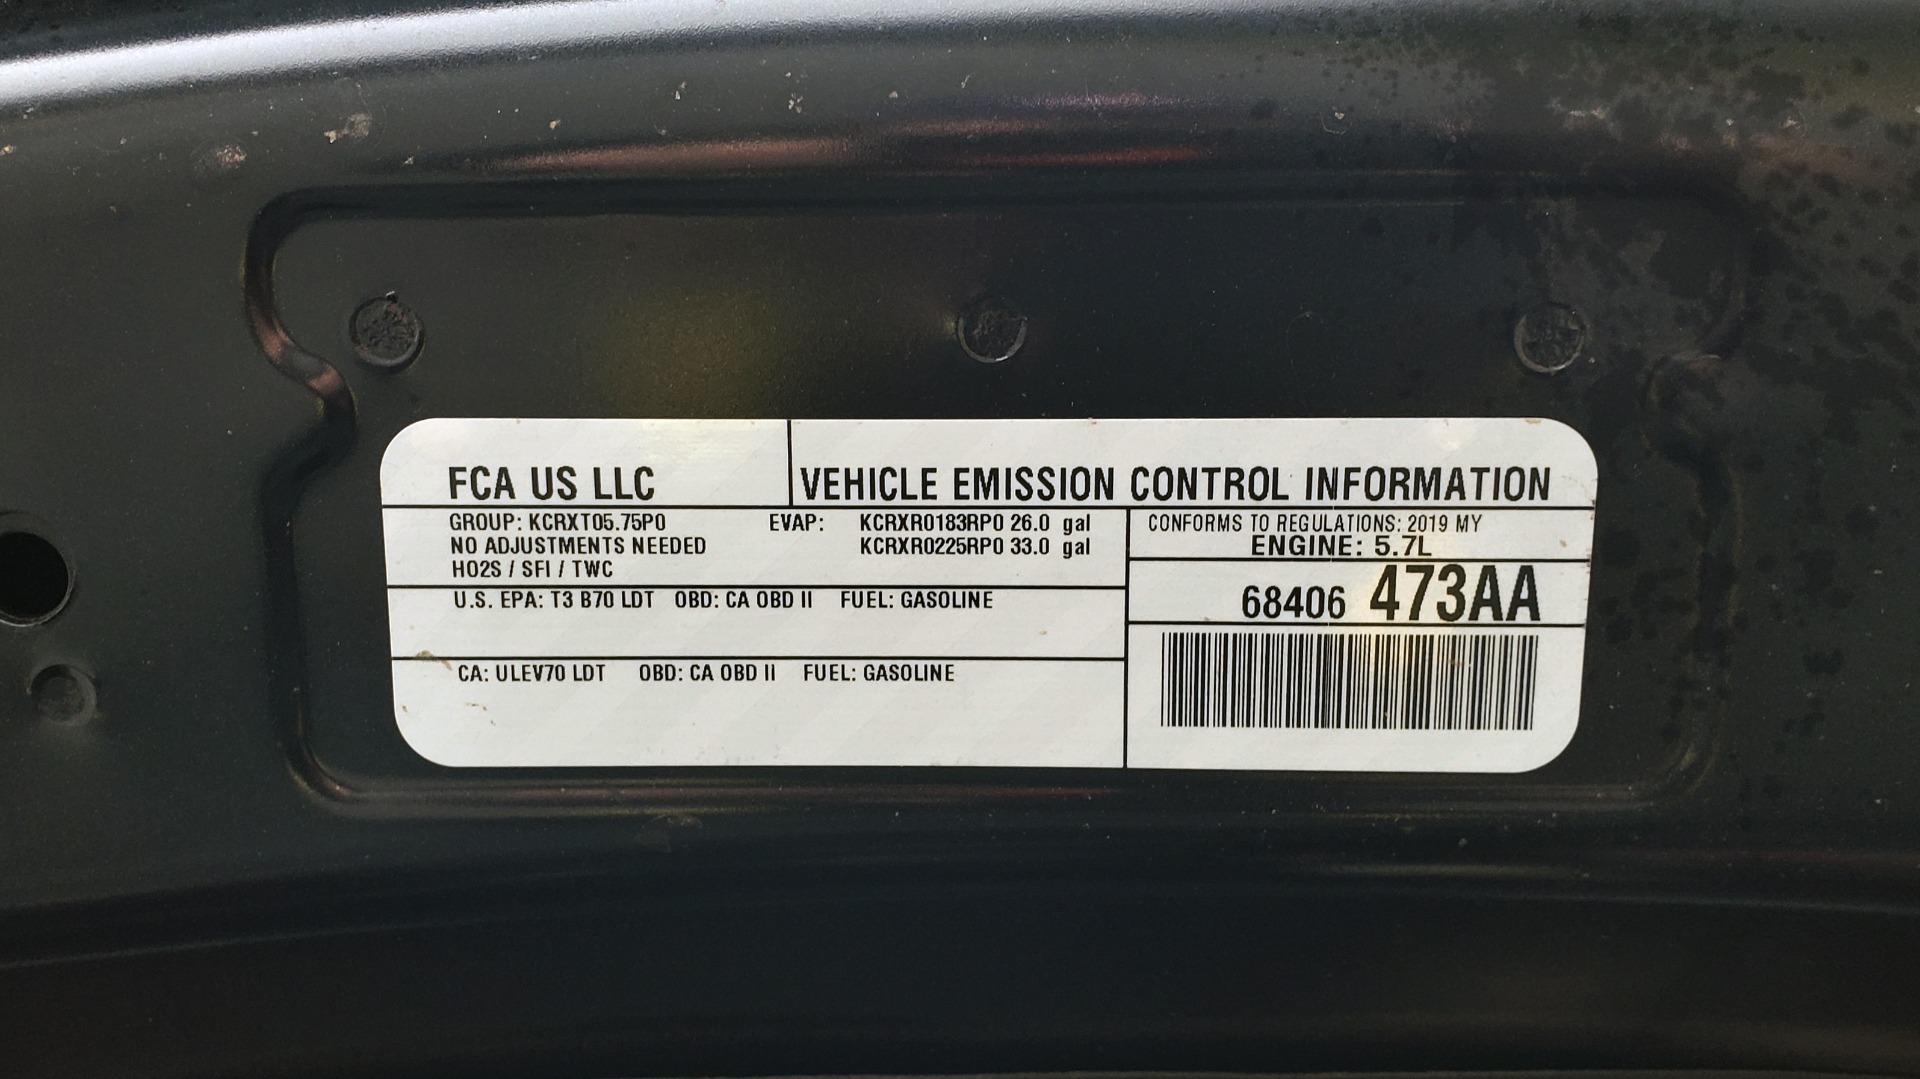 FCA US LLC
VEHICLE EMISSION CONTROL INFORMATION
GROUP: KCRXT05.75P0 EVAP: KCRXR0183RP0 26.0 gal
NO ADJUSTMENTS NEEDED KCRXR0225RP0 33.0 gal
HO2S / SFI / TWC
CONFORMS TO REGULATIONS: 2019 MY
ENGINE: 5.7L
U.S. EPA: T3 B70 LDT OBD: CA OBD II FUEL: GASOLINE
68406 473AA
CA: ULEV70 LDT OBD: CA OBD II FUEL: GASOLINE